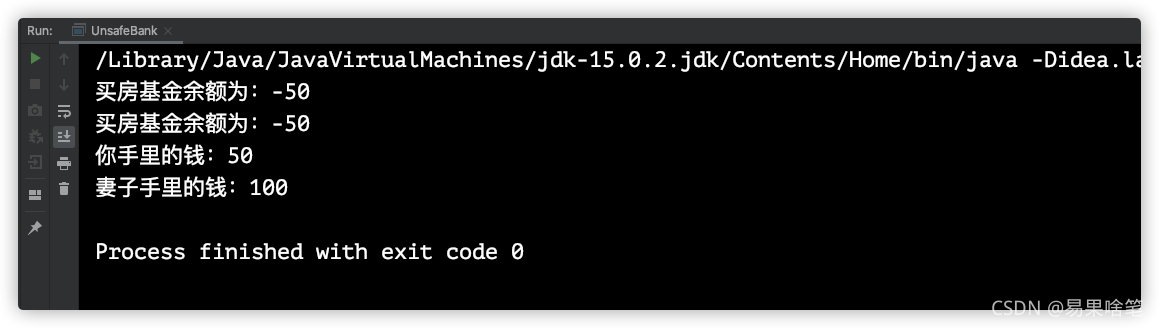 Run: UnsafeBank
/Library/Java/JavaVirtualMachines/jdk-15.0.2.jdk/Contents/Home/bin/java -Didea.la
买房基金余额为：-50
买房基金余额为：-50
你手里的钱：50
妻子手里的钱：100
Process finished with exit code 0
CSDN @易果啥笔